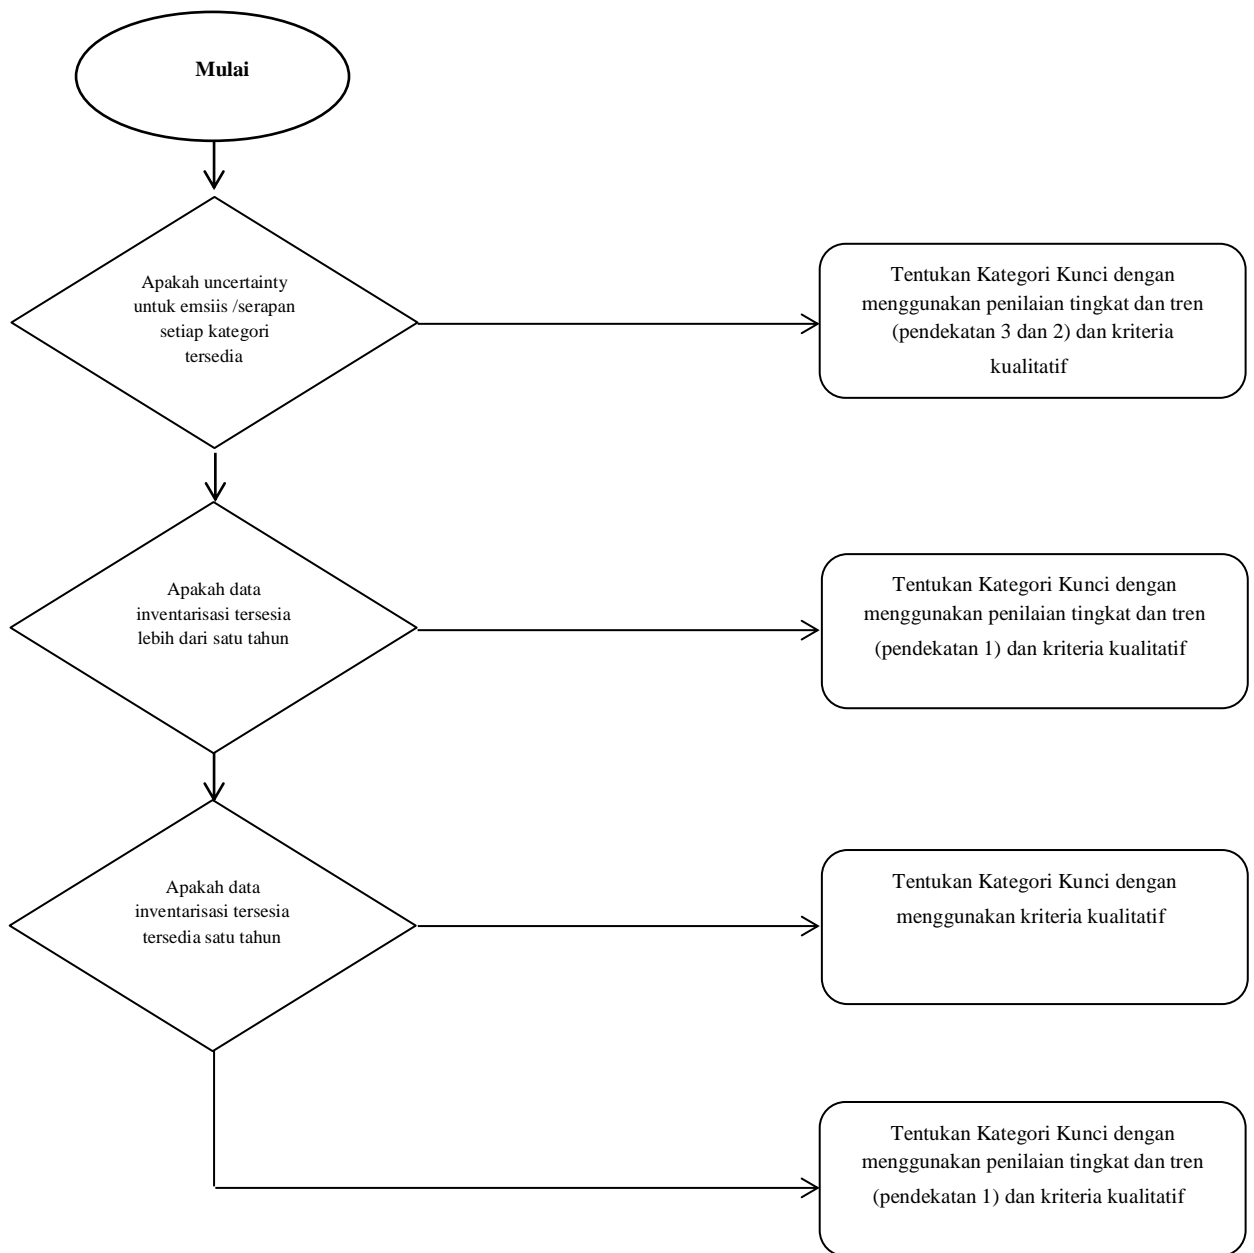 Mulai
Apakah uncertainty
untuk emsiis /serapan
setiap kategori
tersedia
Tentukan Kategori Kunci dengan
menggunakan penilaian tingkat dan tren
(pendekatan 3 dan 2) dan kriteria
kualitatif
Apakah data
inventarisasi tersesia
lebih dari satu tahun
Tentukan Kategori Kunci dengan
menggunakan penilaian tingkat dan tren
(pendekatan 1) dan kriteria kualitatif
Apakah data
inventarisasi tersesia
tersedia satu tahun
Tentukan Kategori Kunci dengan
menggunakan kriteria kualitatif
Tentukan Kategori Kunci dengan
menggunakan penilaian tingkat dan tren
(pendekatan 1) dan kriteria kualitatif